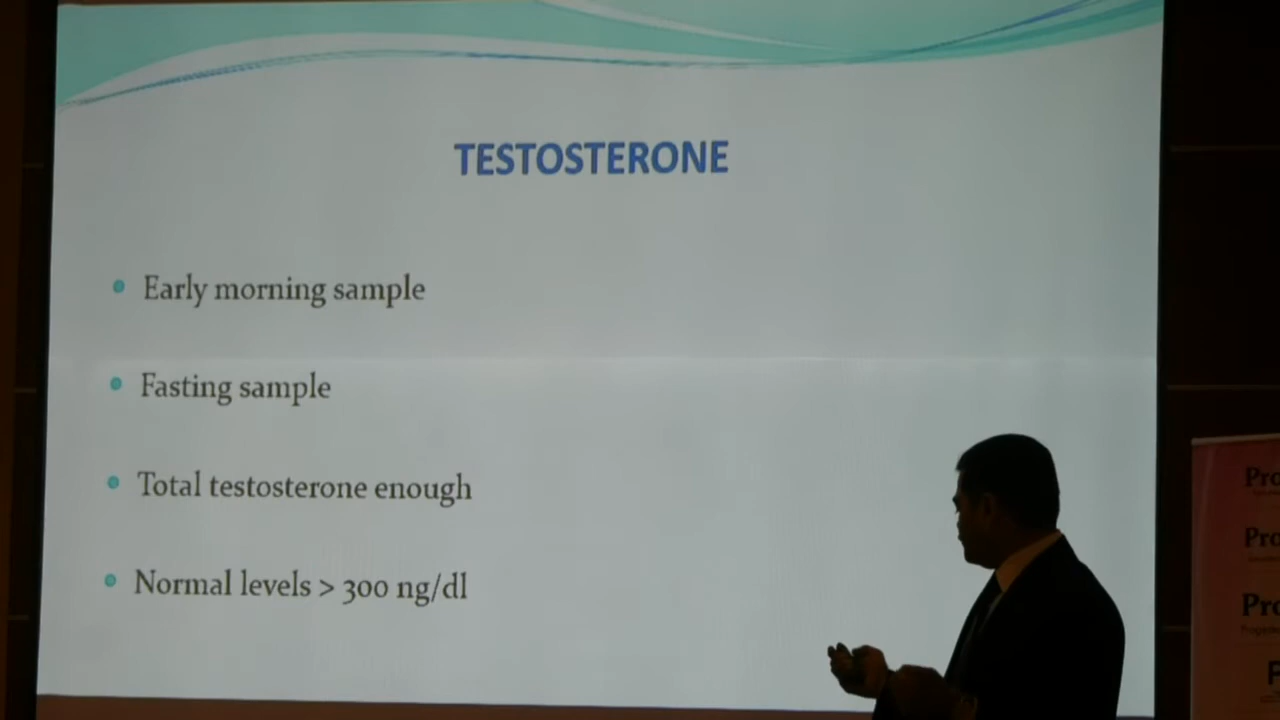 TESTOSTERONE
Early morning sample
Fasting sample
Total testosterone enough
Normal levels > 300 ng/dl